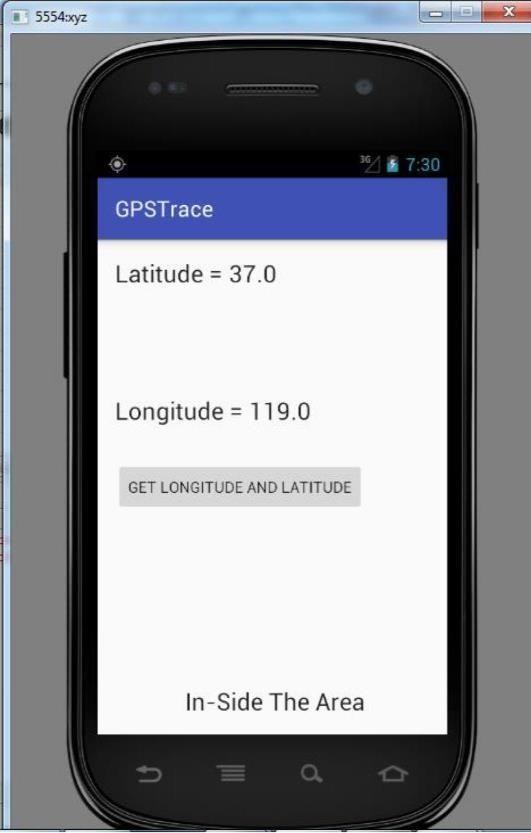 5554:xyz
3G 7:30
GPSTrace
Latitude = 37.0
Longitude = 119.0
GET LONGITUDE AND LATITUDE
In-Side The Area